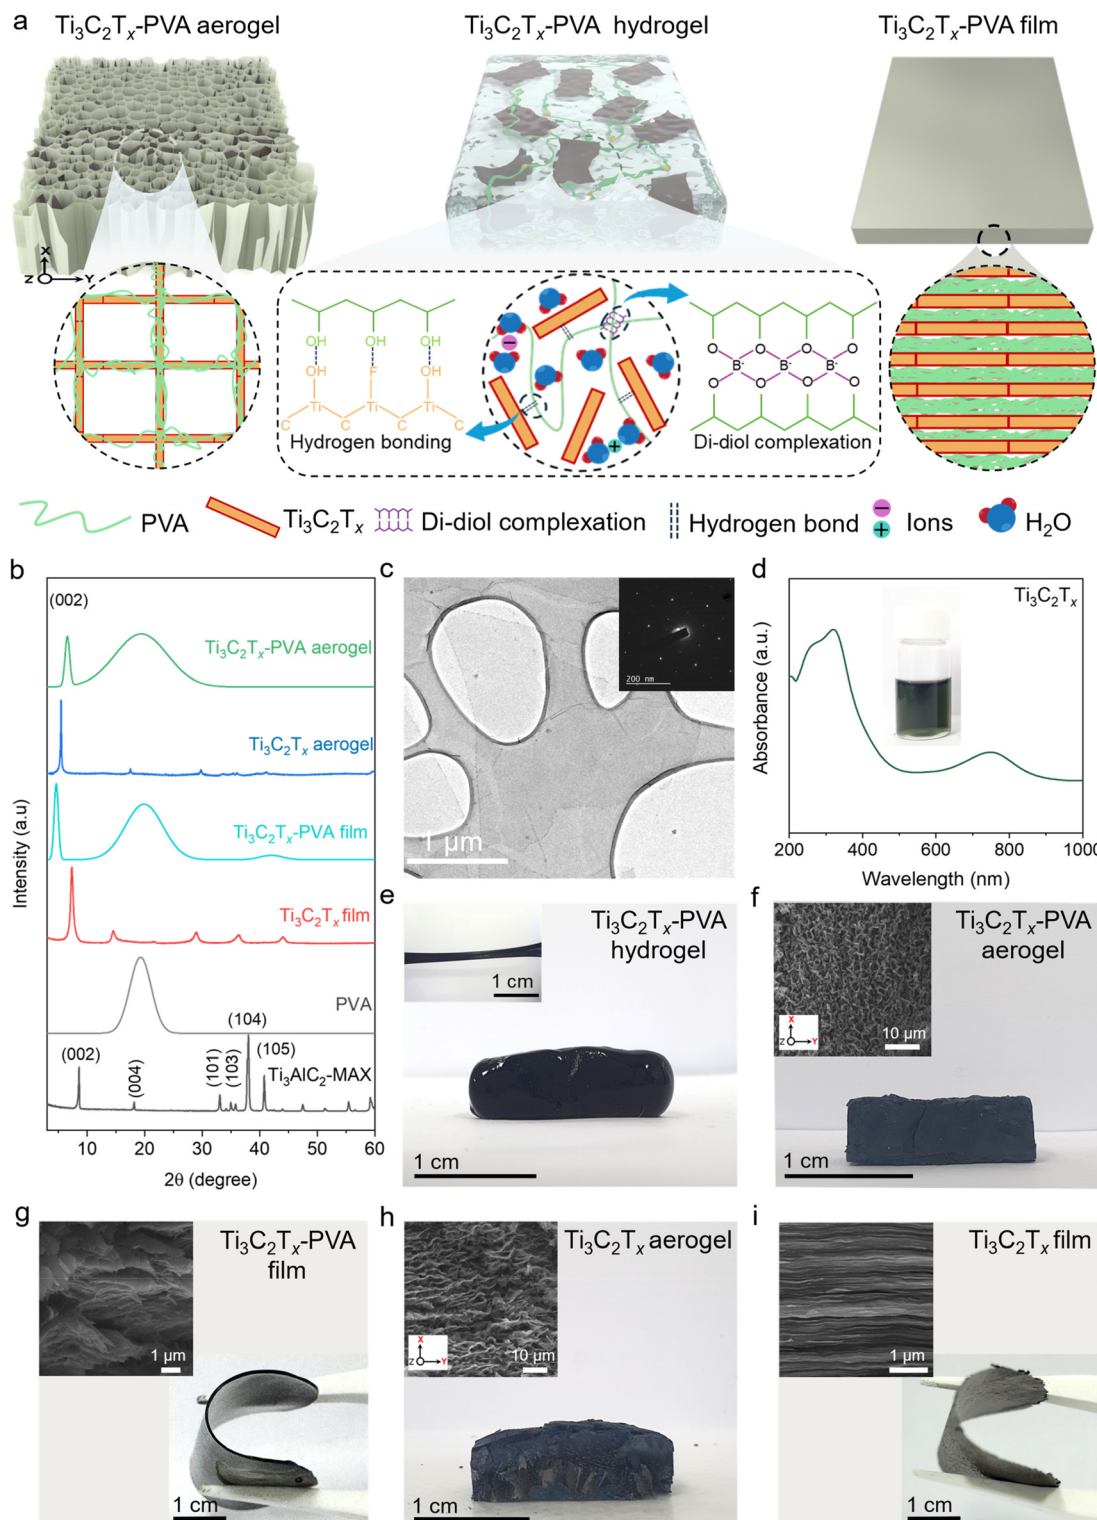 a
Ti₃C₂Tₓ-PVA aerogel
Ti₃C₂Tₓ-PVA hydrogel
Ti₃C₂Tₓ-PVA film
X
Z
Y
OH OH OH
OH F OH
Ti Ti Ti
C C C C
Hydrogen bonding
−
+
O O O O
B⁻ B⁻ B⁻
O O O O
Di-diol complexation
PVA
Ti₃C₂Tₓ
Di-diol complexation
Hydrogen bond
−
+
Ions
H₂O
b
(002)
Ti₃C₂Tₓ-PVA aerogel
Ti₃C₂Tₓ aerogel
Ti₃C₂Tₓ-PVA film
Ti₃C₂Tₓ film
PVA
(002)
(004)
(101)
(103)
(104)
(105)
Ti₃AlC₂-MAX
Intensity (a.u)
10 20 30 40 50 60
2θ (degree)
c
200 nm
1 µm
d
Ti₃C₂Tₓ
Absorbance (a.u.)
200 400 600 800 1000
Wavelength (nm)
e
Ti₃C₂Tₓ-PVA
hydrogel
1 cm
1 cm
f
Ti₃C₂Tₓ-PVA
aerogel
X
Z
Y
10 µm
1 cm
g
Ti₃C₂Tₓ-PVA
film
1 µm
1 cm
h
Ti₃C₂Tₓ aerogel
X
Z
Y
10 µm
1 cm
i
Ti₃C₂Tₓ film
1 µm
1 cm